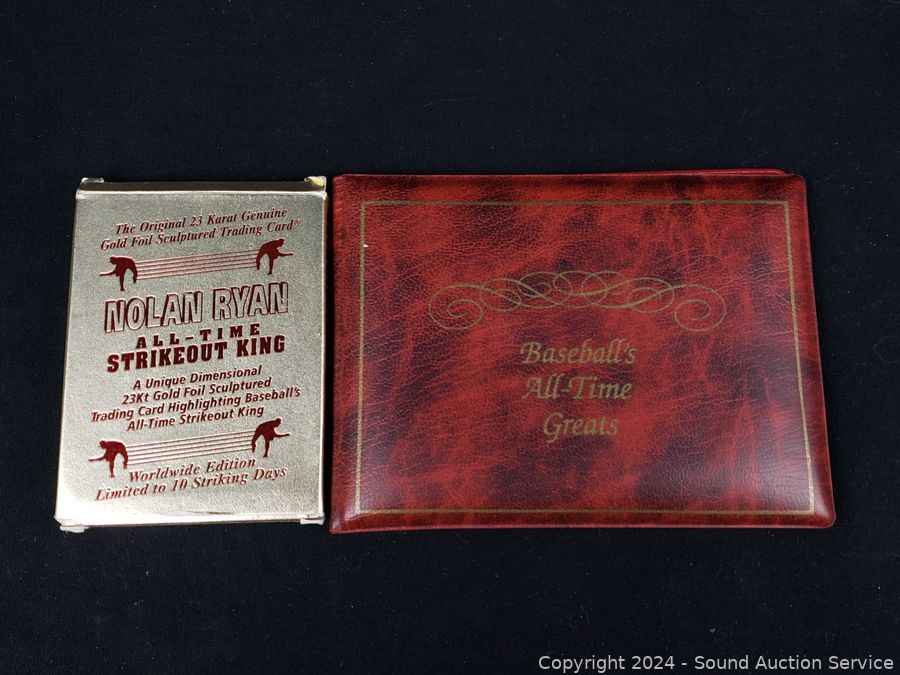 The Original 23 Karat Genuine
Gold Foil Sculptured Trading Card®
NOLAN RYAN
ALL-TIME
STRIKEOUT KING
A Unique Dimensional
23Kt Gold Foil Sculptured
Trading Card Highlighting Baseball's
All-Time Strikeout King
Worldwide Edition
Limited to 10 Striking Days
Baseball's
All-Time
Greats
Copyright © 2024 - Sound Auction Service